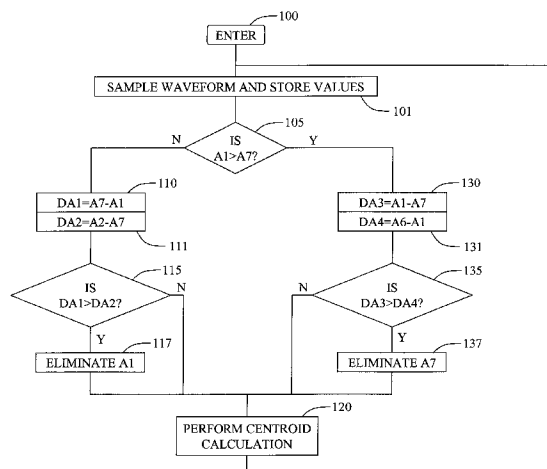 100
ENTER
SAMPLE WAVEFORM AND STORE VALUES
101
105
N
IS
Y
A1>A7?
110
DA1=A7-A1
DA2=A2-A7
111
130
DA3=A1-A7
DA4=A6-A1
131
115
IS
DA1>DA2?
N
Y
117
ELIMINATE A1
135
N
IS
DA3>DA4?
Y
137
ELIMINATE A7
120
PERFORM CENTROID
CALCULATION